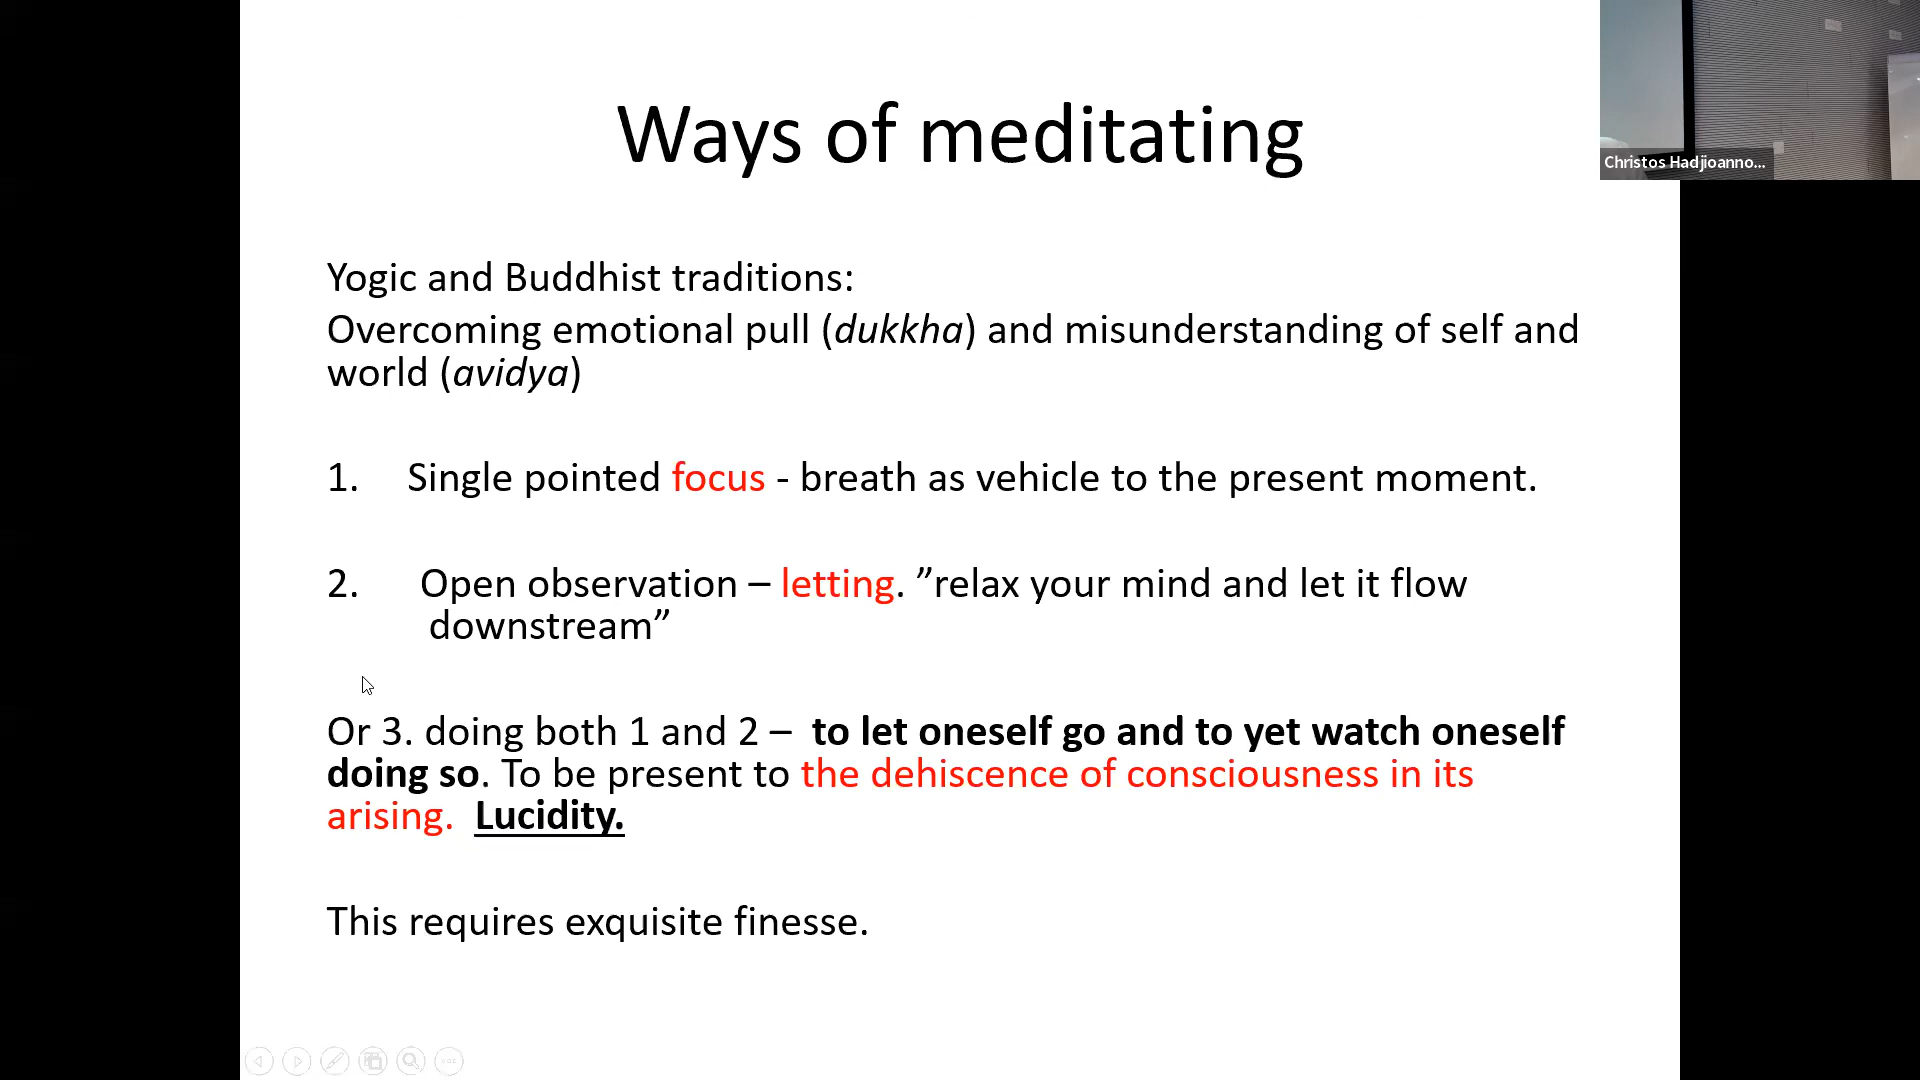 Ways of meditating
Christos Hadjioanno...
Yogic and Buddhist traditions:
Overcoming emotional pull (dukkha) and misunderstanding of self and
world (avidya)
1. Single pointed focus - breath as vehicle to the present moment.
2. Open observation – letting. ”relax your mind and let it flow
downstream”
Or 3. doing both 1 and 2 – to let oneself go and to yet watch oneself
doing so. To be present to the dehiscence of consciousness in its
arising. Lucidity.
This requires exquisite finesse.